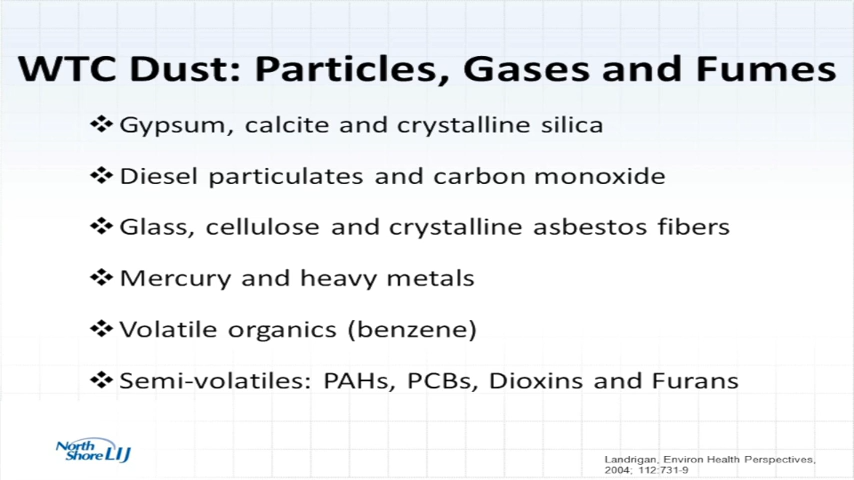 WTC Dust: Particles, Gases and Fumes
❖ Gypsum, calcite and crystalline silica
❖ Diesel particulates and carbon monoxide
❖ Glass, cellulose and crystalline asbestos fibers
❖ Mercury and heavy metals
❖ Volatile organics (benzene)
❖ Semi-volatiles: PAHs, PCBs, Dioxins and Furans
North
Shore LIJ
Landrigan, Environ Health Perspectives,
2004; 112:731-9